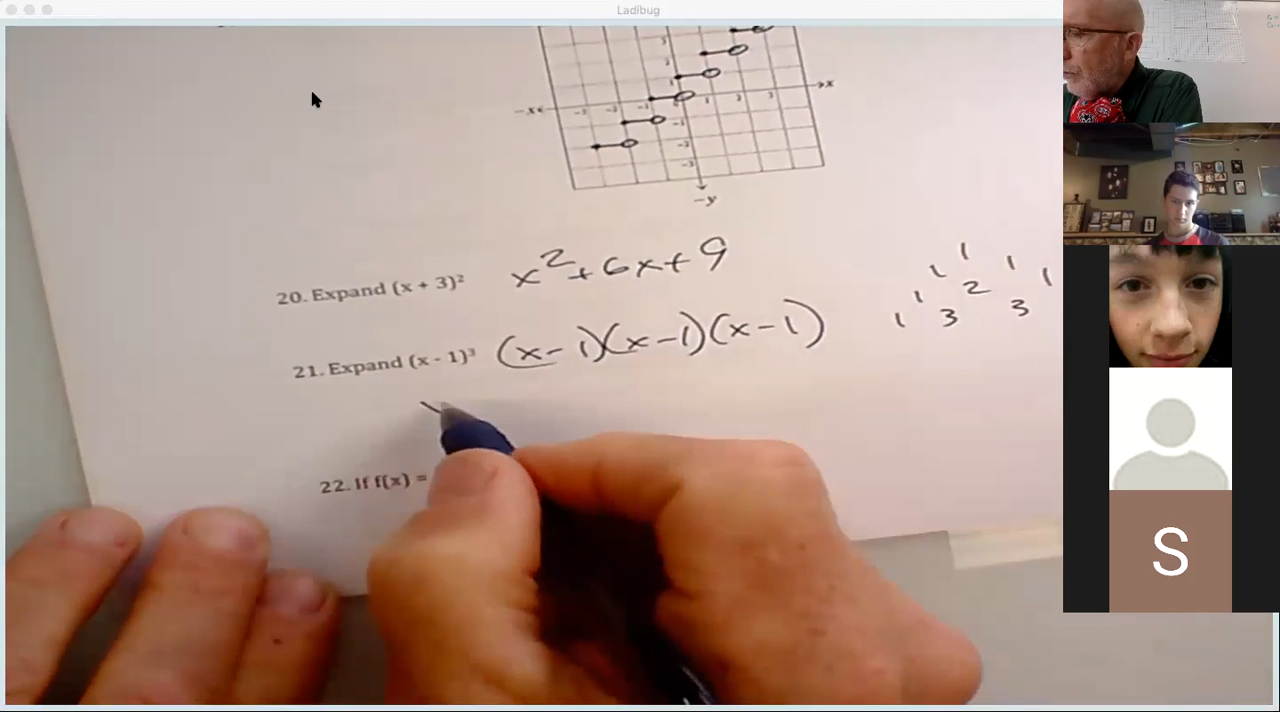 Ladibug
20. Expand (x + 3)² x² + 6x + 9
21. Expand (x - 1)³ (x - 1)(x - 1)(x - 1)
22. If f(x) =
-x x
-y
1
1 1
1 2 1
1 3 3
S